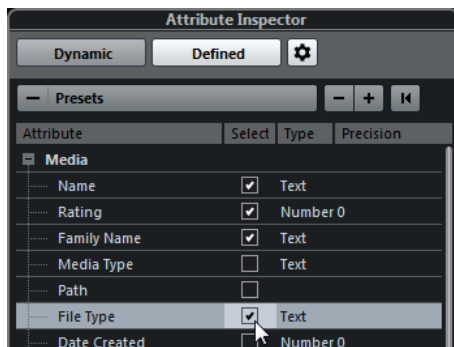 Attribute Inspector
Dynamic Defined
Presets
Attribute Select Type Precision
Media
Name Text
Rating Number 0
Family Name Text
Media Type Text
Path
File Type Text
Date Created Number 0